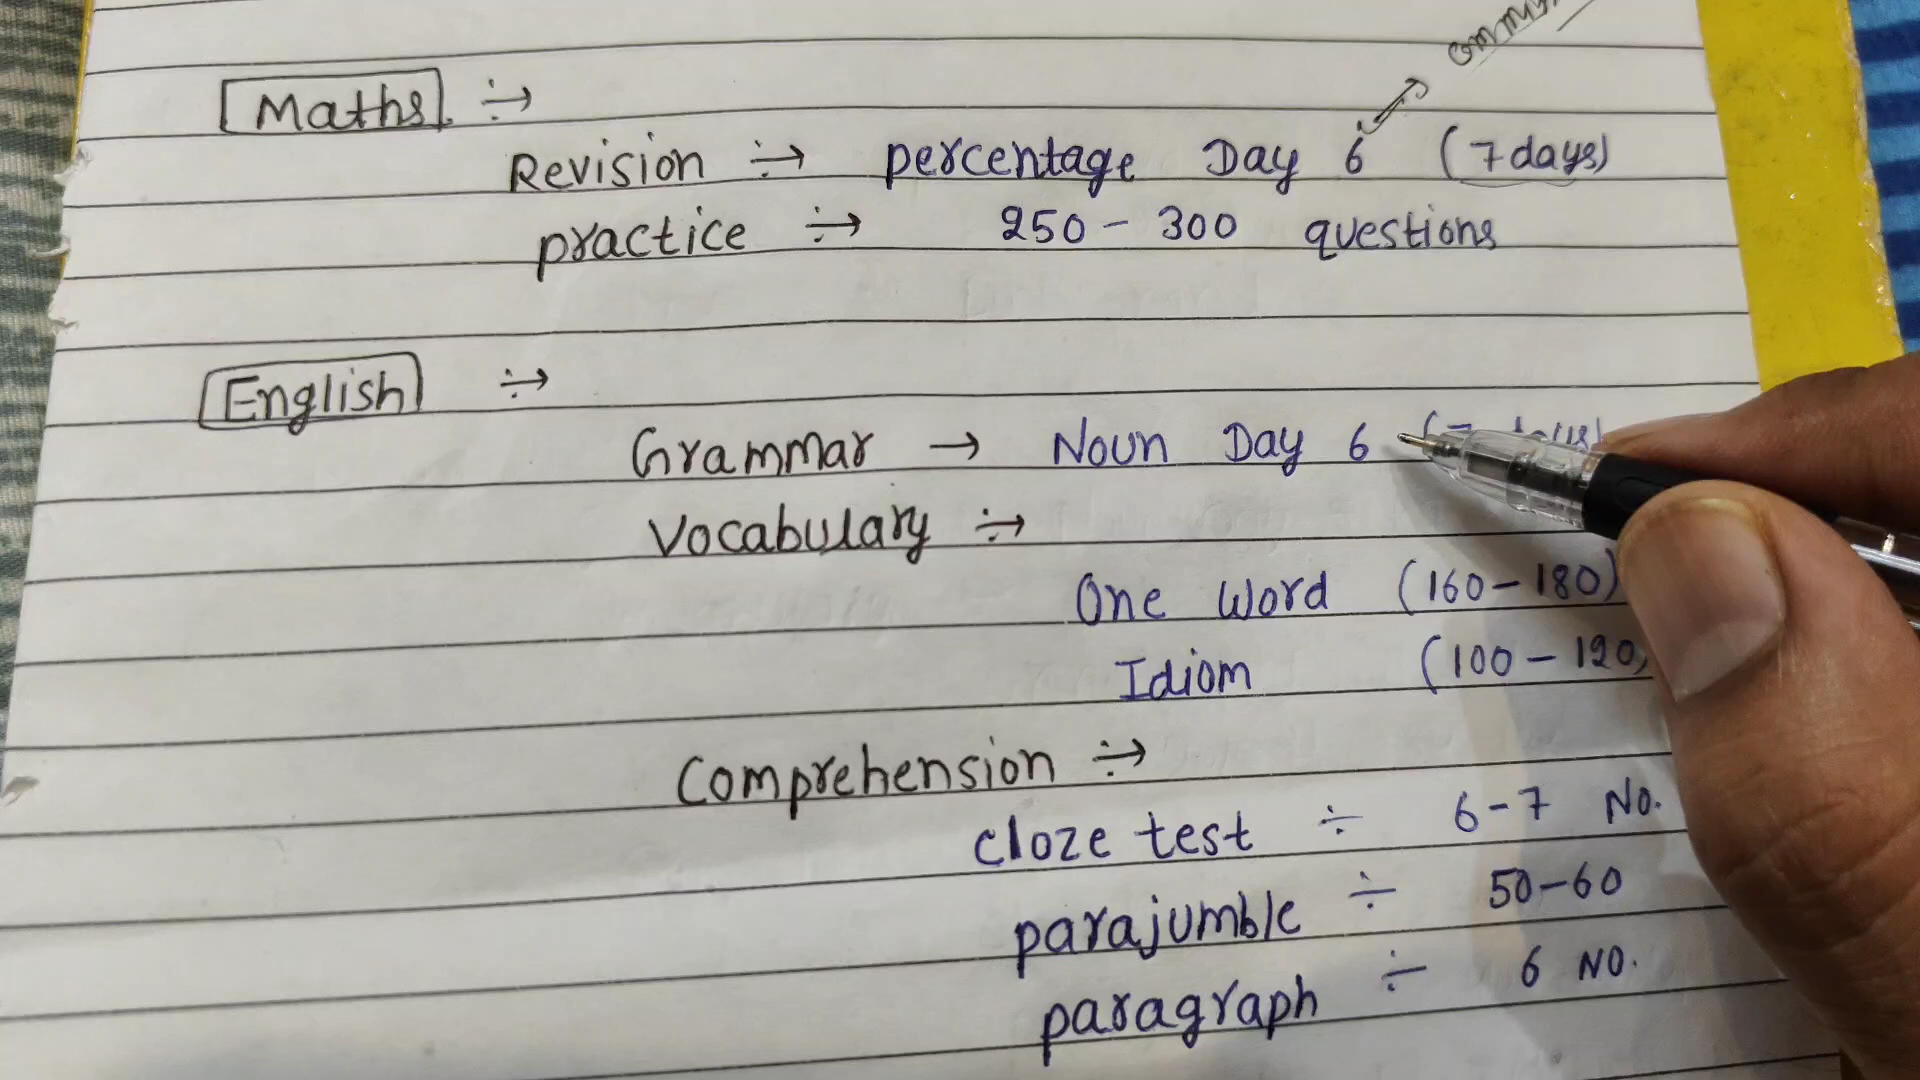 Maths ÷→
Revision ÷→ percentage Day 6 (7 days)
practice ÷→ 250 - 300 questions
English ÷→
Grammar → Noun Day 6
Vocabulary ÷→
One Word (160 - 180)
Idiom (100 - 120)
Comprehension ÷→
cloze test ÷ 6 - 7 No.
parajumble ÷ 50 - 60
paragraph ÷ 6 No.